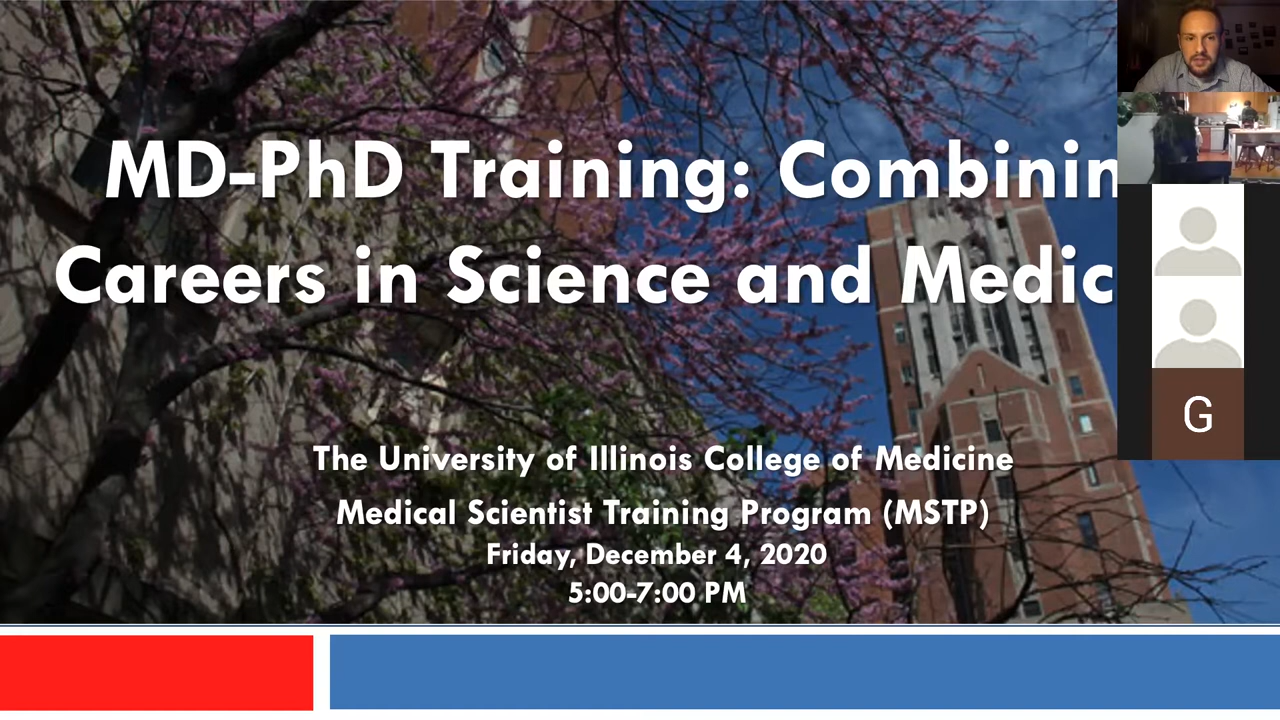 MD-PhD Training: Combinin
Careers in Science and Medic
The University of Illinois College of Medicine
Medical Scientist Training Program (MSTP)
Friday, December 4, 2020
5:00-7:00 PM
G